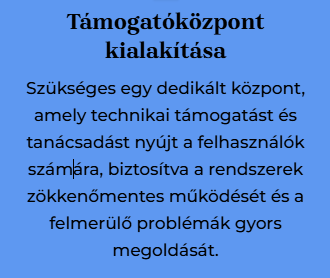 Támogatóközpont
kialakítása
Szükséges egy dedikált központ,
amely technikai támogatást és
tanácsadást nyújt a felhasználók
számára, biztosítva a rendszerek
zökkenőmentes működését és a
felmerülő problémák gyors
megoldását.